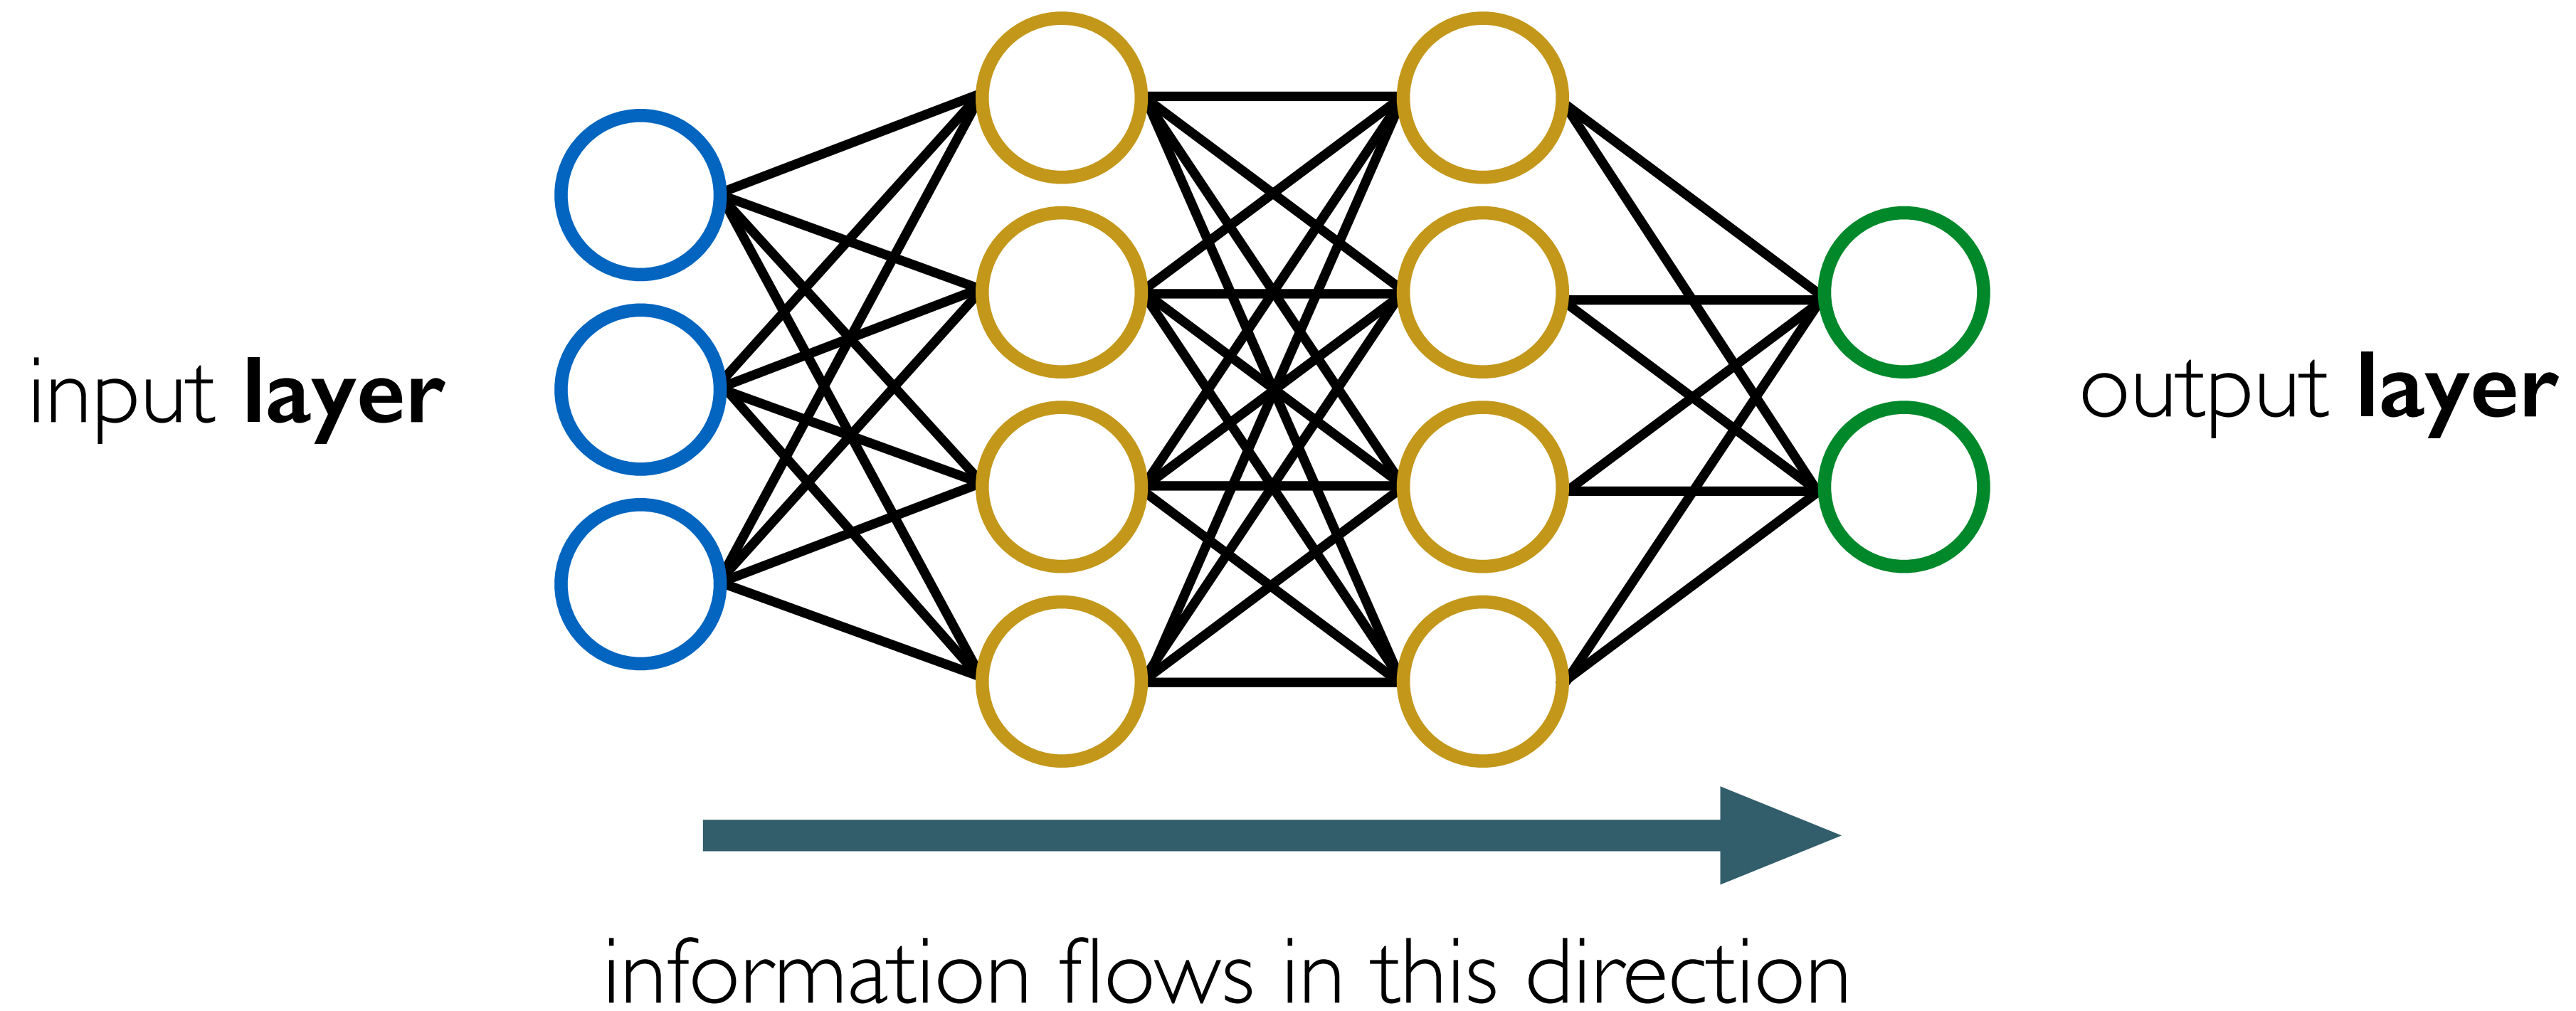 input layer
output layer
information flows in this direction